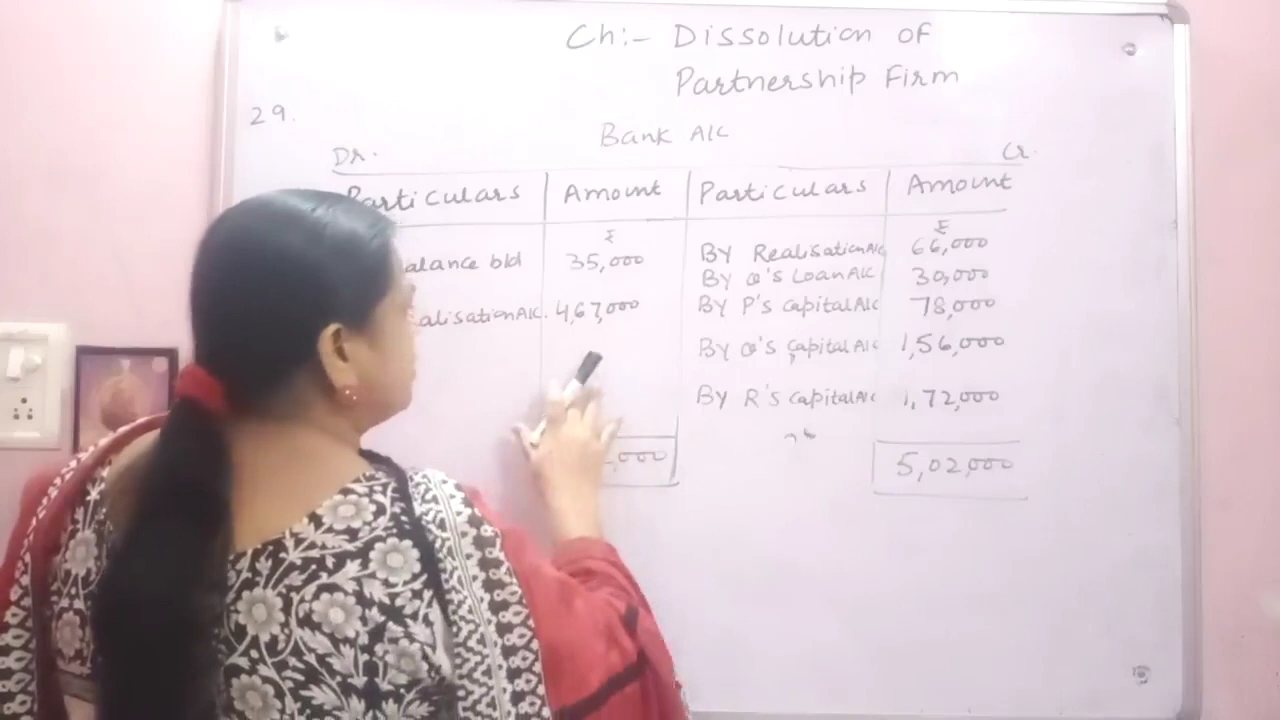 Ch:- Dissolution of
Partnership Firm
29.
Bank A/c
Dr. Cr.
Particulars Amount Particulars Amount
₹ ₹
alance b/d 35,000 By Realisation A/c 66,000
By Q's Loan A/c 30,000
alisation A/c. 4,67,000 By P's Capital A/c 78,000
By Q's Capital A/c 1,56,000
By R's Capital A/c 1,72,000
,000 5,02,000